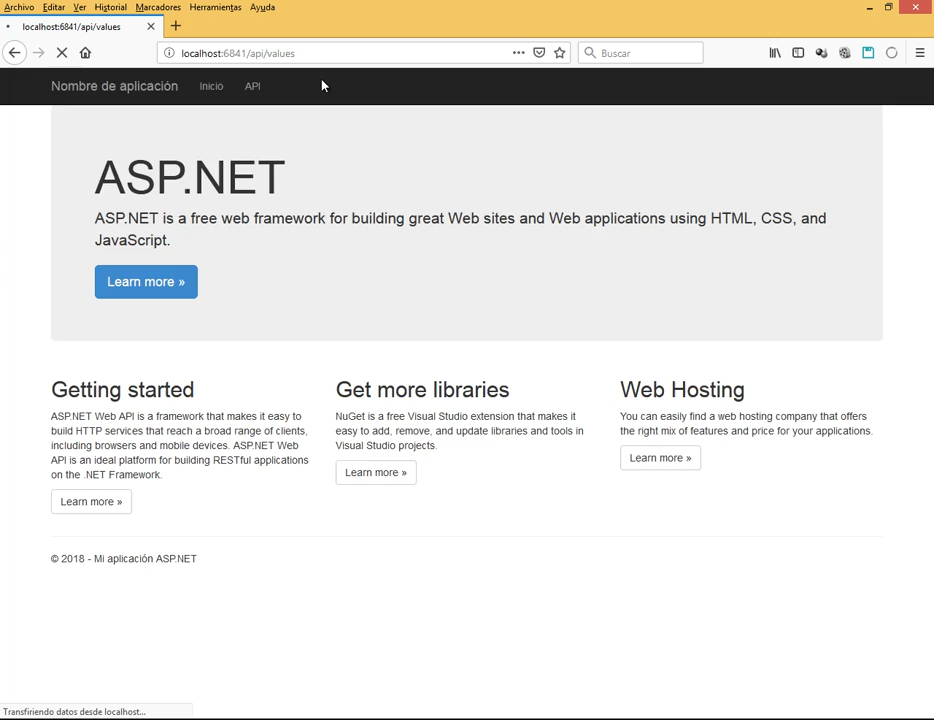 Archivo Editar Ver Historial Marcadores Herramientas Ayuda
localhost:6841/api/values
localhost:6841/api/values
Buscar
Nombre de aplicación Inicio API
ASP.NET
ASP.NET is a free web framework for building great Web sites and Web applications using HTML, CSS, and
JavaScript.
Learn more »
Getting started
ASP.NET Web API is a framework that makes it easy to
build HTTP services that reach a broad range of clients,
including browsers and mobile devices. ASP.NET Web
API is an ideal platform for building RESTful applications
on the .NET Framework.
Learn more »
Get more libraries
NuGet is a free Visual Studio extension that makes it
easy to add, remove, and update libraries and tools in
Visual Studio projects.
Learn more »
Web Hosting
You can easily find a web hosting company that offers
the right mix of features and price for your applications.
Learn more »
© 2018 - Mi aplicación ASP.NET
Transfiriendo datos desde localhost...